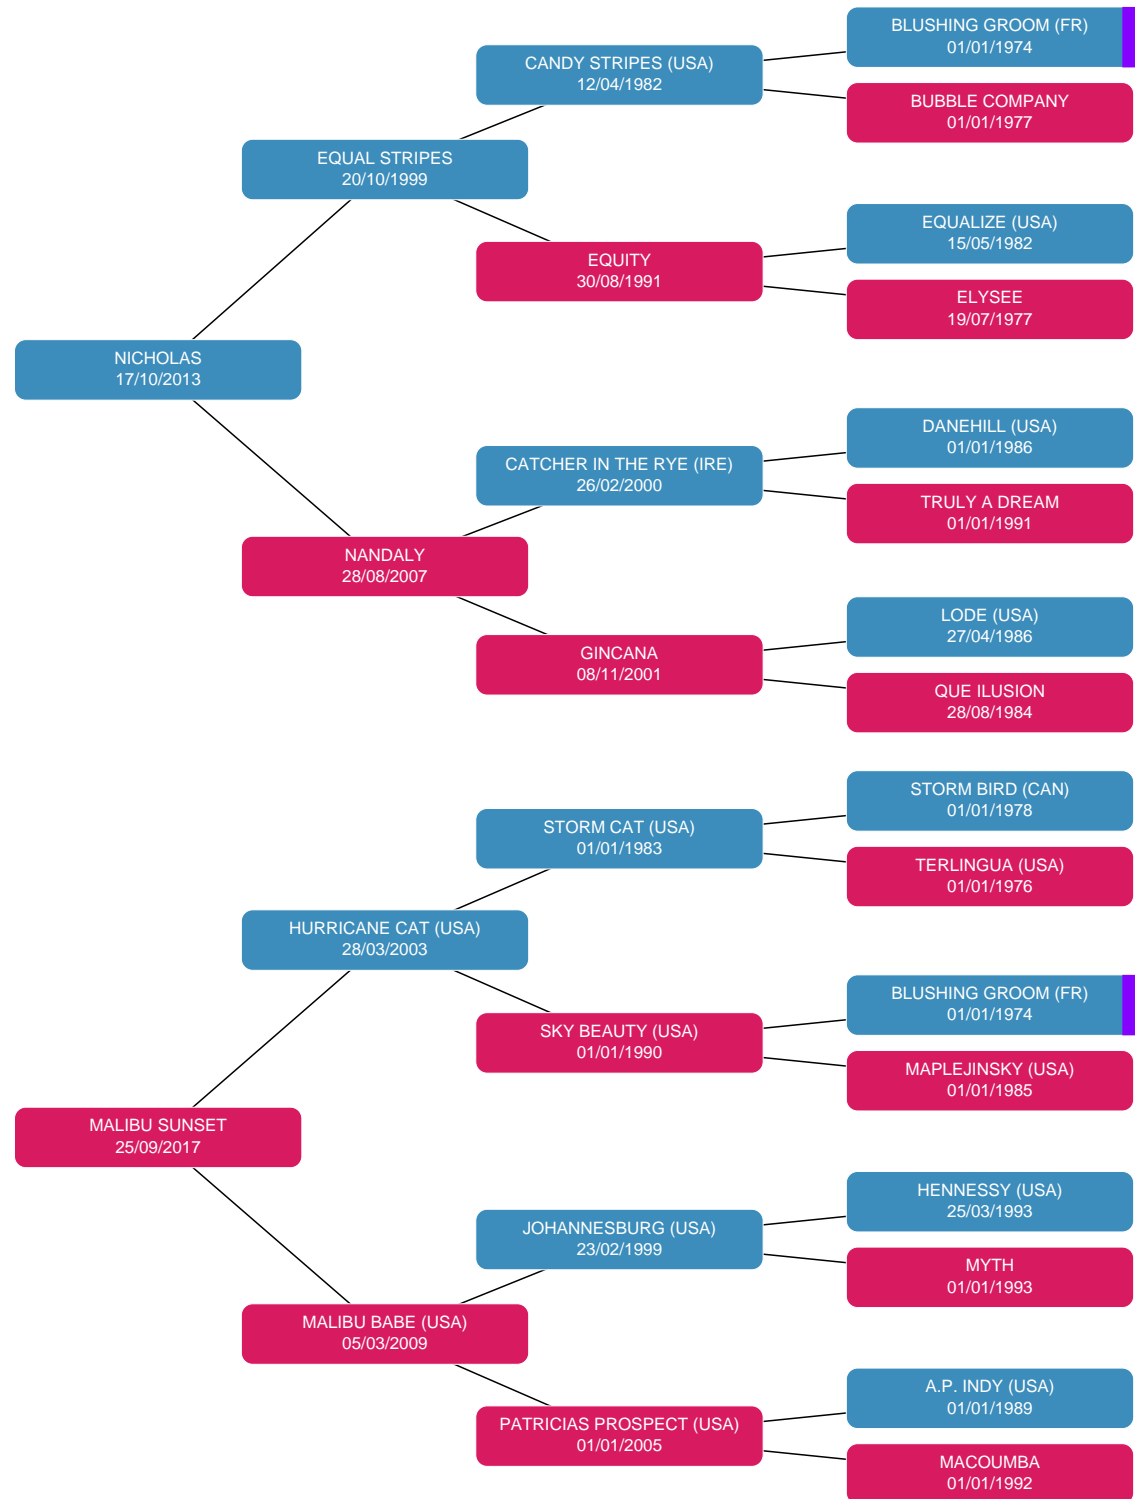 BLUSHING GROOM (FR)
01/01/1974
CANDY STRIPES (USA)
12/04/1982
BUBBLE COMPANY
01/01/1977
EQUAL STRIPES
20/10/1999
EQUALIZE (USA)
15/05/1982
EQUITY
30/08/1991
ELYSEE
19/07/1977
NICHOLAS
17/10/2013
DANEHILL (USA)
01/01/1986
CATCHER IN THE RYE (IRE)
26/02/2000
TRULY A DREAM
01/01/1991
NANDALY
28/08/2007
LODE (USA)
27/04/1986
GINCANA
08/11/2001
QUE ILUSION
28/08/1984
STORM BIRD (CAN)
01/01/1978
STORM CAT (USA)
01/01/1983
TERLINGUA (USA)
01/01/1976
HURRICANE CAT (USA)
28/03/2003
BLUSHING GROOM (FR)
01/01/1974
SKY BEAUTY (USA)
01/01/1990
MAPLEJINSKY (USA)
01/01/1985
MALIBU SUNSET
25/09/2017
HENNESSY (USA)
25/03/1993
JOHANNESBURG (USA)
23/02/1999
MYTH
01/01/1993
MALIBU BABE (USA)
05/03/2009
A.P. INDY (USA)
01/01/1989
PATRICIAS PROSPECT (USA)
01/01/2005
MACOUMBA
01/01/1992